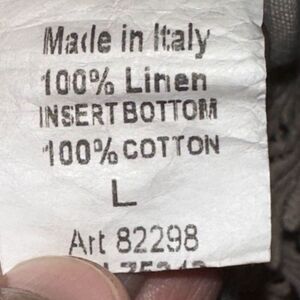 Made in Italy
100% Linen
INSERT BOTTOM
100% COTTON
L
Art 82298